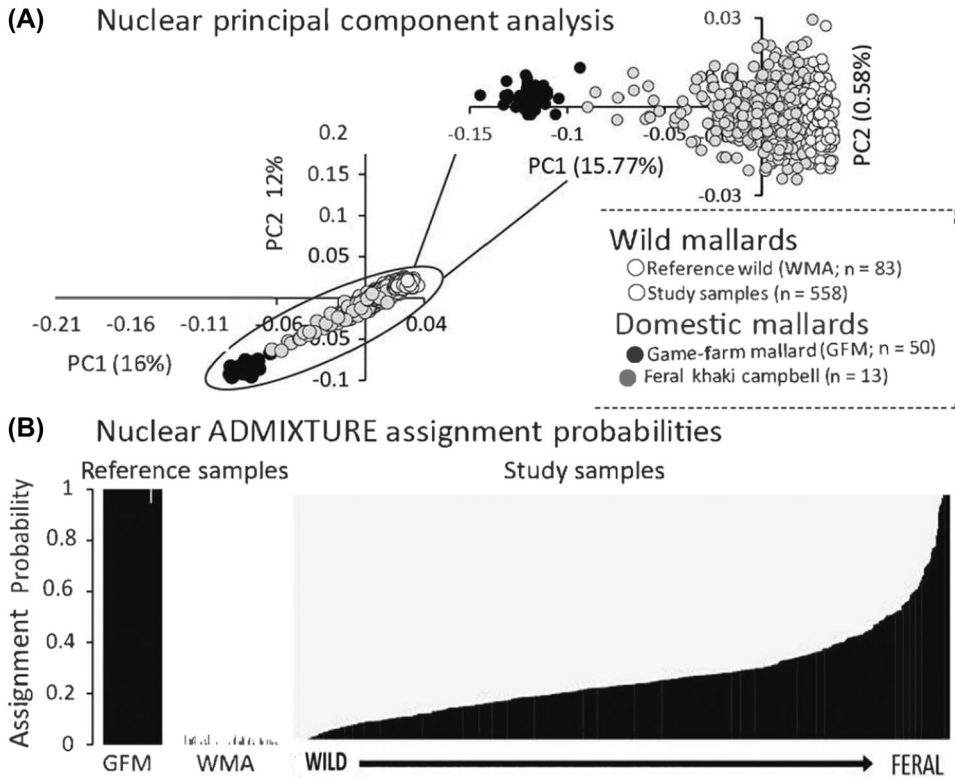 (A) Nuclear principal component analysis
0.03
-0.15 -0.1 -0.05
PC2 (0.58%)
PC1 (15.77%)
-0.03
0.2
0.15
0.1
0.05
PC2 12%
-0.21 -0.16 -0.11 -0.06 0.04
0.05
-0.1
PC1 (16%)
Wild mallards
Reference wild (WMA; n = 83)
Study samples (n = 558)
Domestic mallards
Game-farm mallard (GFM; n = 50)
Feral khaki campbell (n = 13)
(B) Nuclear ADMIXTURE assignment probabilities
Reference samples Study samples
Assignment Probability
1
0.8
0.6
0.4
0.2
0
GFM WMA WILD FERAL